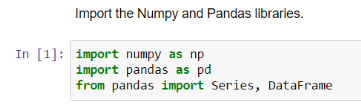 Import the Numpy and Pandas libraries.
In [1]: import numpy as np
import pandas as pd
from pandas import Series, DataFrame